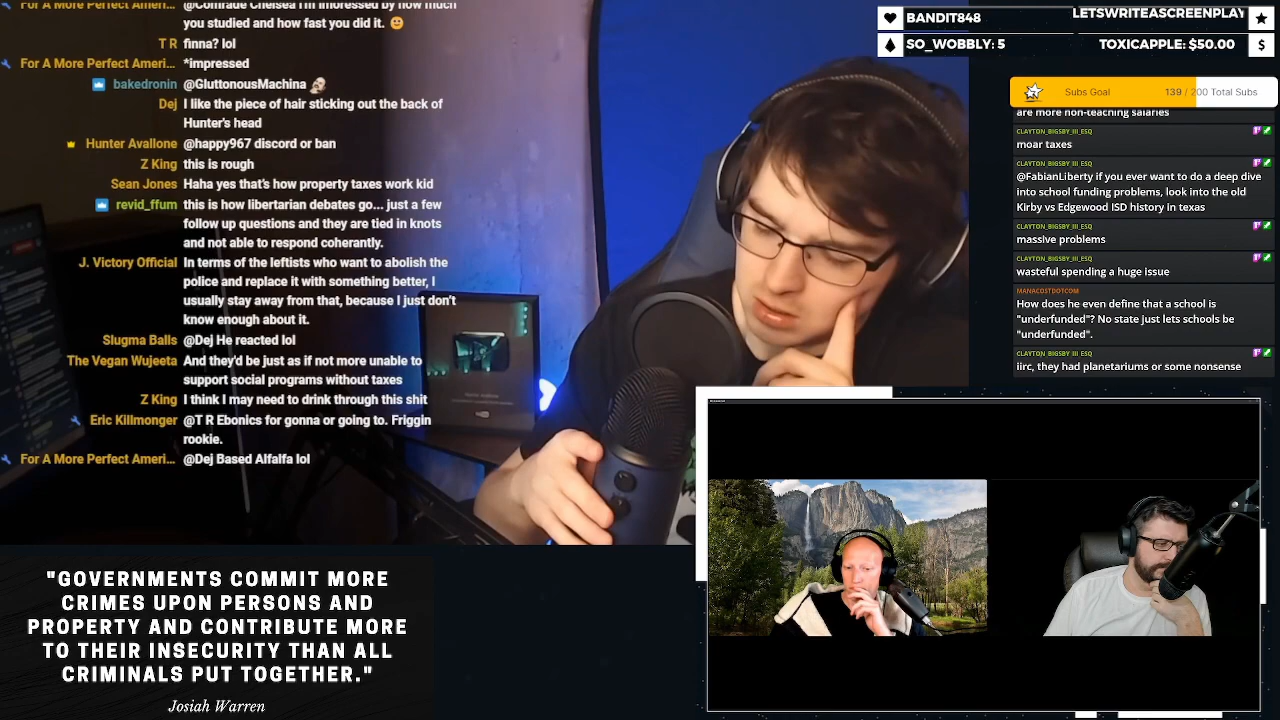 For A More Perfect Ameri... @Comrade Chelsea I'm impressed by how much
you studied and how fast you did it.
T R finna? lol
For A More Perfect Ameri... *impressed
bakedronin @GluttonousMachina
Dej I like the piece of hair sticking out the back of
Hunter's head
Hunter Avallone @happy967 discord or ban
Z King this is rough
Sean Jones Haha yes that's how property taxes work kid
revid_ffum this is how libertarian debates go... just a few
follow up questions and they are tied in knots
and not able to respond coherantly.
J. Victory Official In terms of the leftists who want to abolish the
police and replace it with something better, I
usually stay away from that, because I just don't
know enough about it.
Slugma Balls @Dej He reacted lol
The Vegan Wujeeta And they'd be just as if not more unable to
support social programs without taxes
Z King I think I may need to drink through this shit
Eric Killmonger @T R Ebonics for gonna or going to. Friggin
rookie.
For A More Perfect Ameri... @Dej Based Alfalfa lol
"GOVERNMENTS COMMIT MORE
CRIMES UPON PERSONS AND
PROPERTY AND CONTRIBUTE MORE
TO THEIR INSECURITY THAN ALL
CRIMINALS PUT TOGETHER."
Josiah Warren
BANDIT848
LETSWRITEASCREENPLAY
SO_WOBBLY: 5
TOXICAPPLE: $50.00
Subs Goal 139 / 200 Total Subs
are more non-teaching salaries
CLAYTON_BIGSBY_III_ESQ
moar taxes
CLAYTON_BIGSBY_III_ESQ
@FabianLiberty if you ever want to do a deep dive
into school funding problems, look into the old
Kirby vs Edgewood ISD history in texas
CLAYTON_BIGSBY_III_ESQ
massive problems
CLAYTON_BIGSBY_III_ESQ
wasteful spending a huge issue
MANACOSTDOTCOM
How does he even define that a school is
"underfunded"? No state just lets schools be
"underfunded".
CLAYTON_BIGSBY_III_ESQ
iirc, they had planetariums or some nonsense